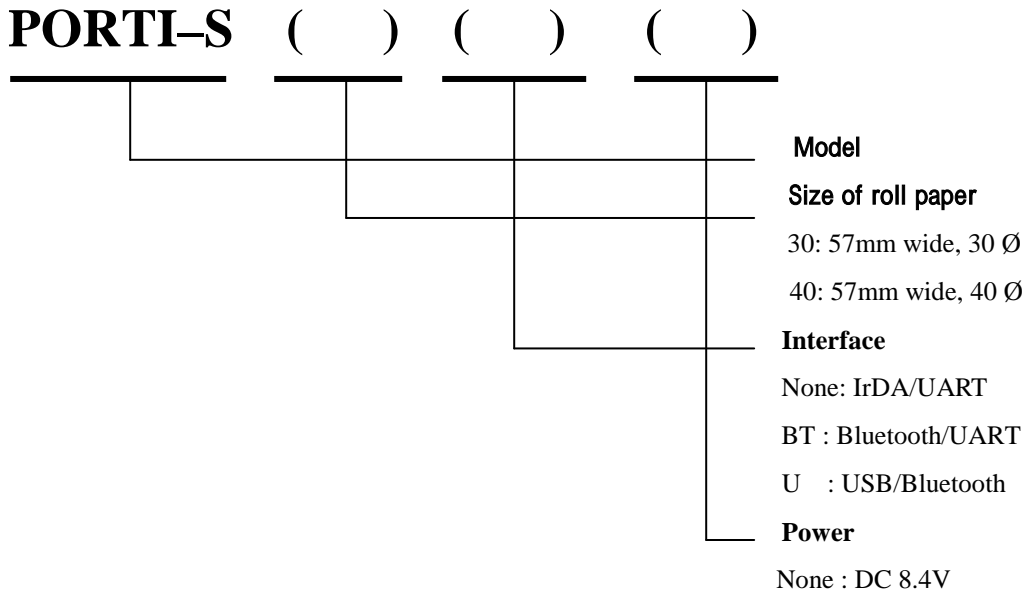 PORTI–S ( ) ( ) ( )
Model
Size of roll paper
30: 57mm wide, 30 Ø
40: 57mm wide, 40 Ø
Interface
None: IrDA/UART
BT : Bluetooth/UART
U : USB/Bluetooth
Power
None : DC 8.4V